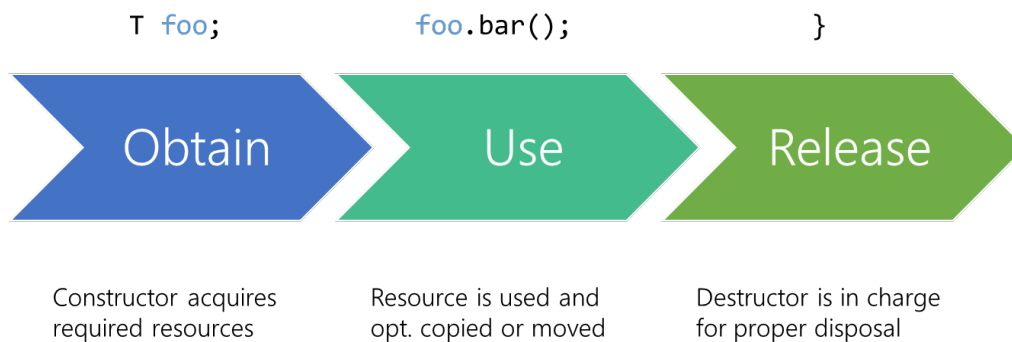 T foo;
foo.bar();
}
Obtain
Use
Release
Constructor acquires
required resources
Resource is used and
opt. copied or moved
Destructor is in charge
for proper disposal